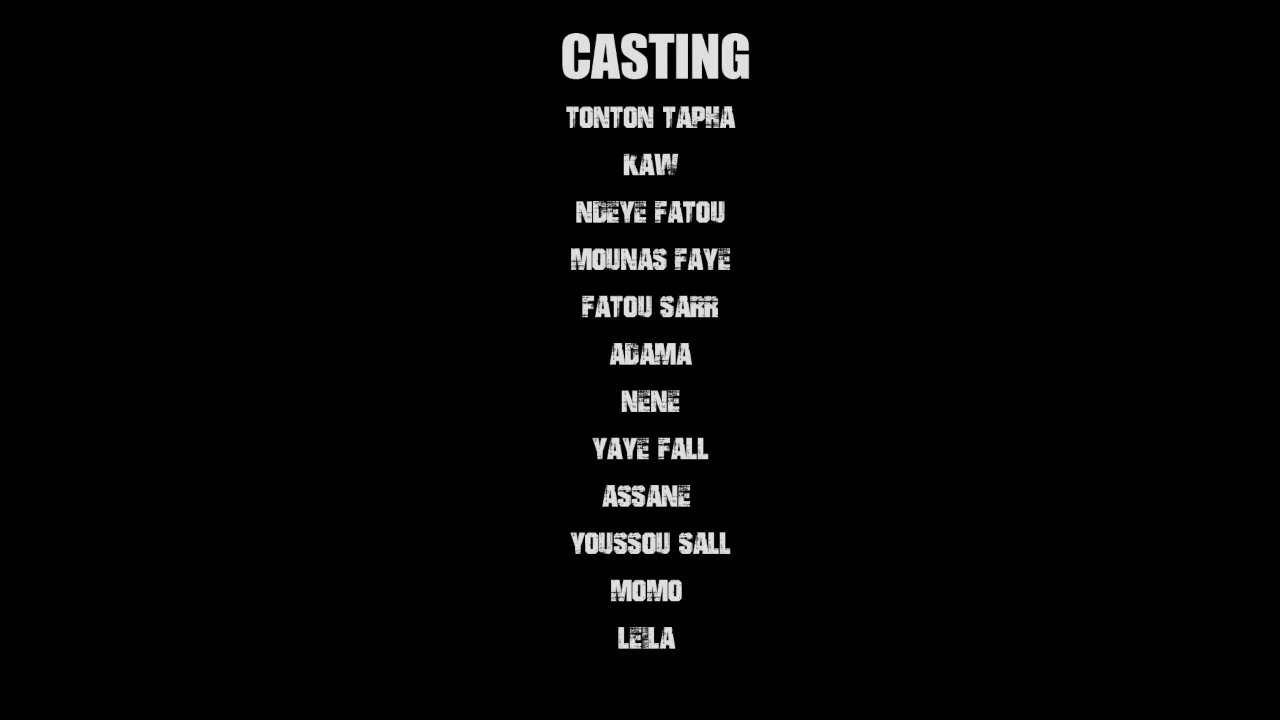 CASTING
TONTON TAPHA
KAW
NDEYE FATOU
MOUNAS FAYE
FATOU SARR
ADAMA
NENE
YAYE FALL
ASSANE
YOUSSOU SALL
MOMO
LEILA